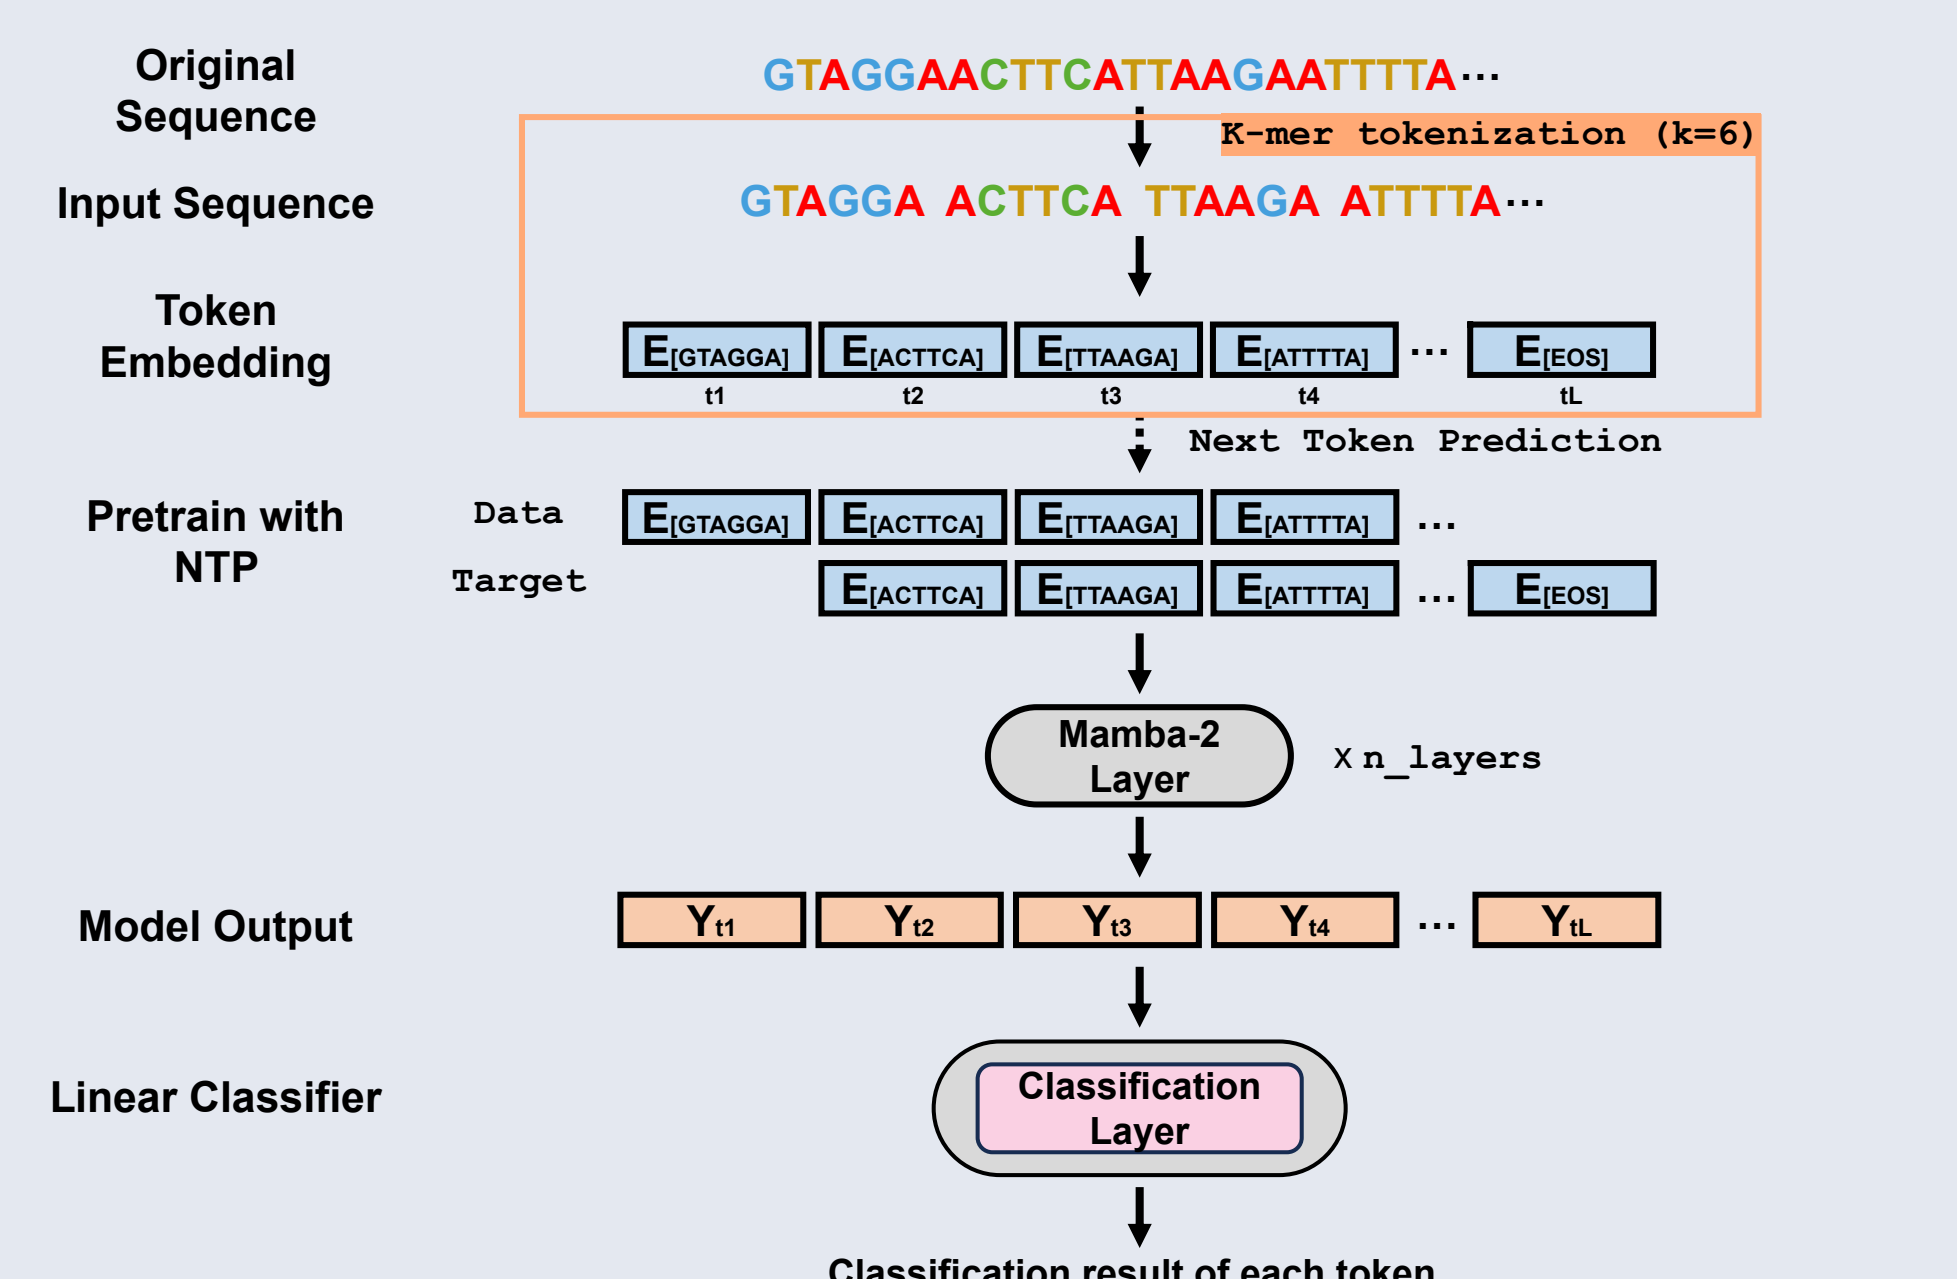 Original
Sequence
GTAGGAACTTCATTAAGAATTTTA…
K-mer tokenization (k=6)
Input Sequence
GTAGGA ACTTCA TTAAGA ATTTTA…
Token
Embedding
E[GTAGGA] E[ACTTCA] E[TTAAGA] E[ATTTTA] … E[EOS]
t1 t2 t3 t4 tL
Next Token Prediction
Pretrain with
NTP
Data
E[GTAGGA] E[ACTTCA] E[TTAAGA] E[ATTTTA] …
Target
E[ACTTCA] E[TTAAGA] E[ATTTTA] … E[EOS]
Mamba-2
Layer
X n_layers
Model Output
Yt1 Yt2 Yt3 Yt4 … YtL
Linear Classifier
Classification
Layer
Classification result of each token